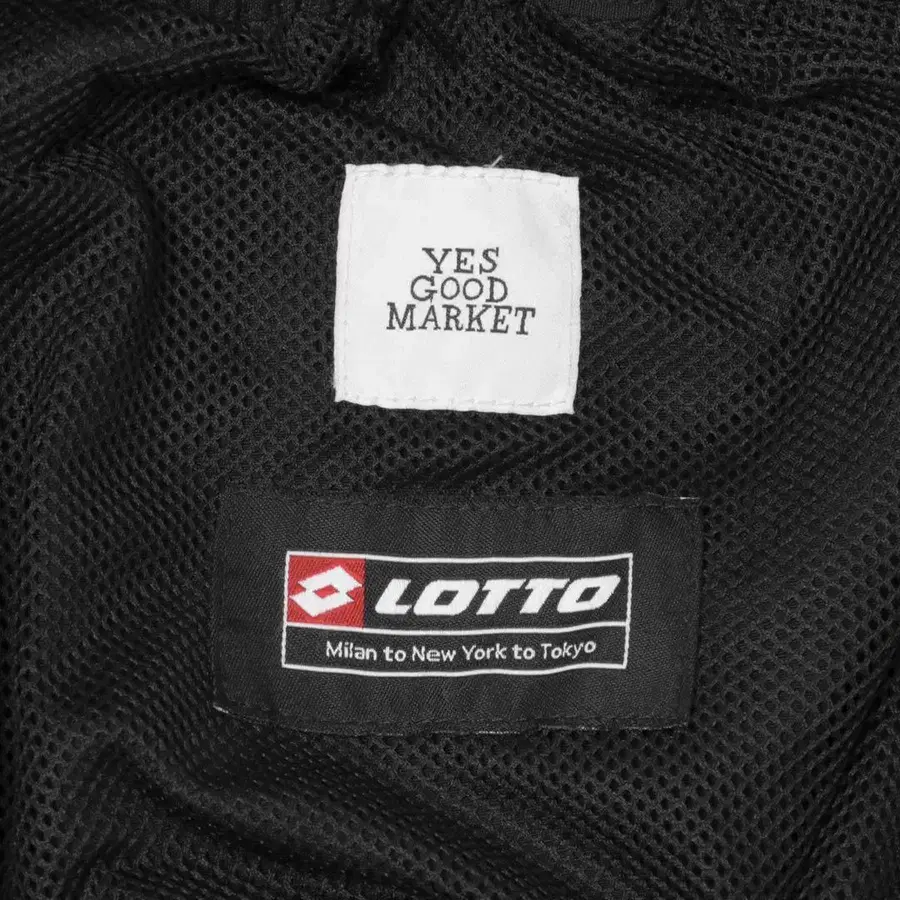 YES
GOOD
MARKET
LOTTO
Milan to New York to Tokyo